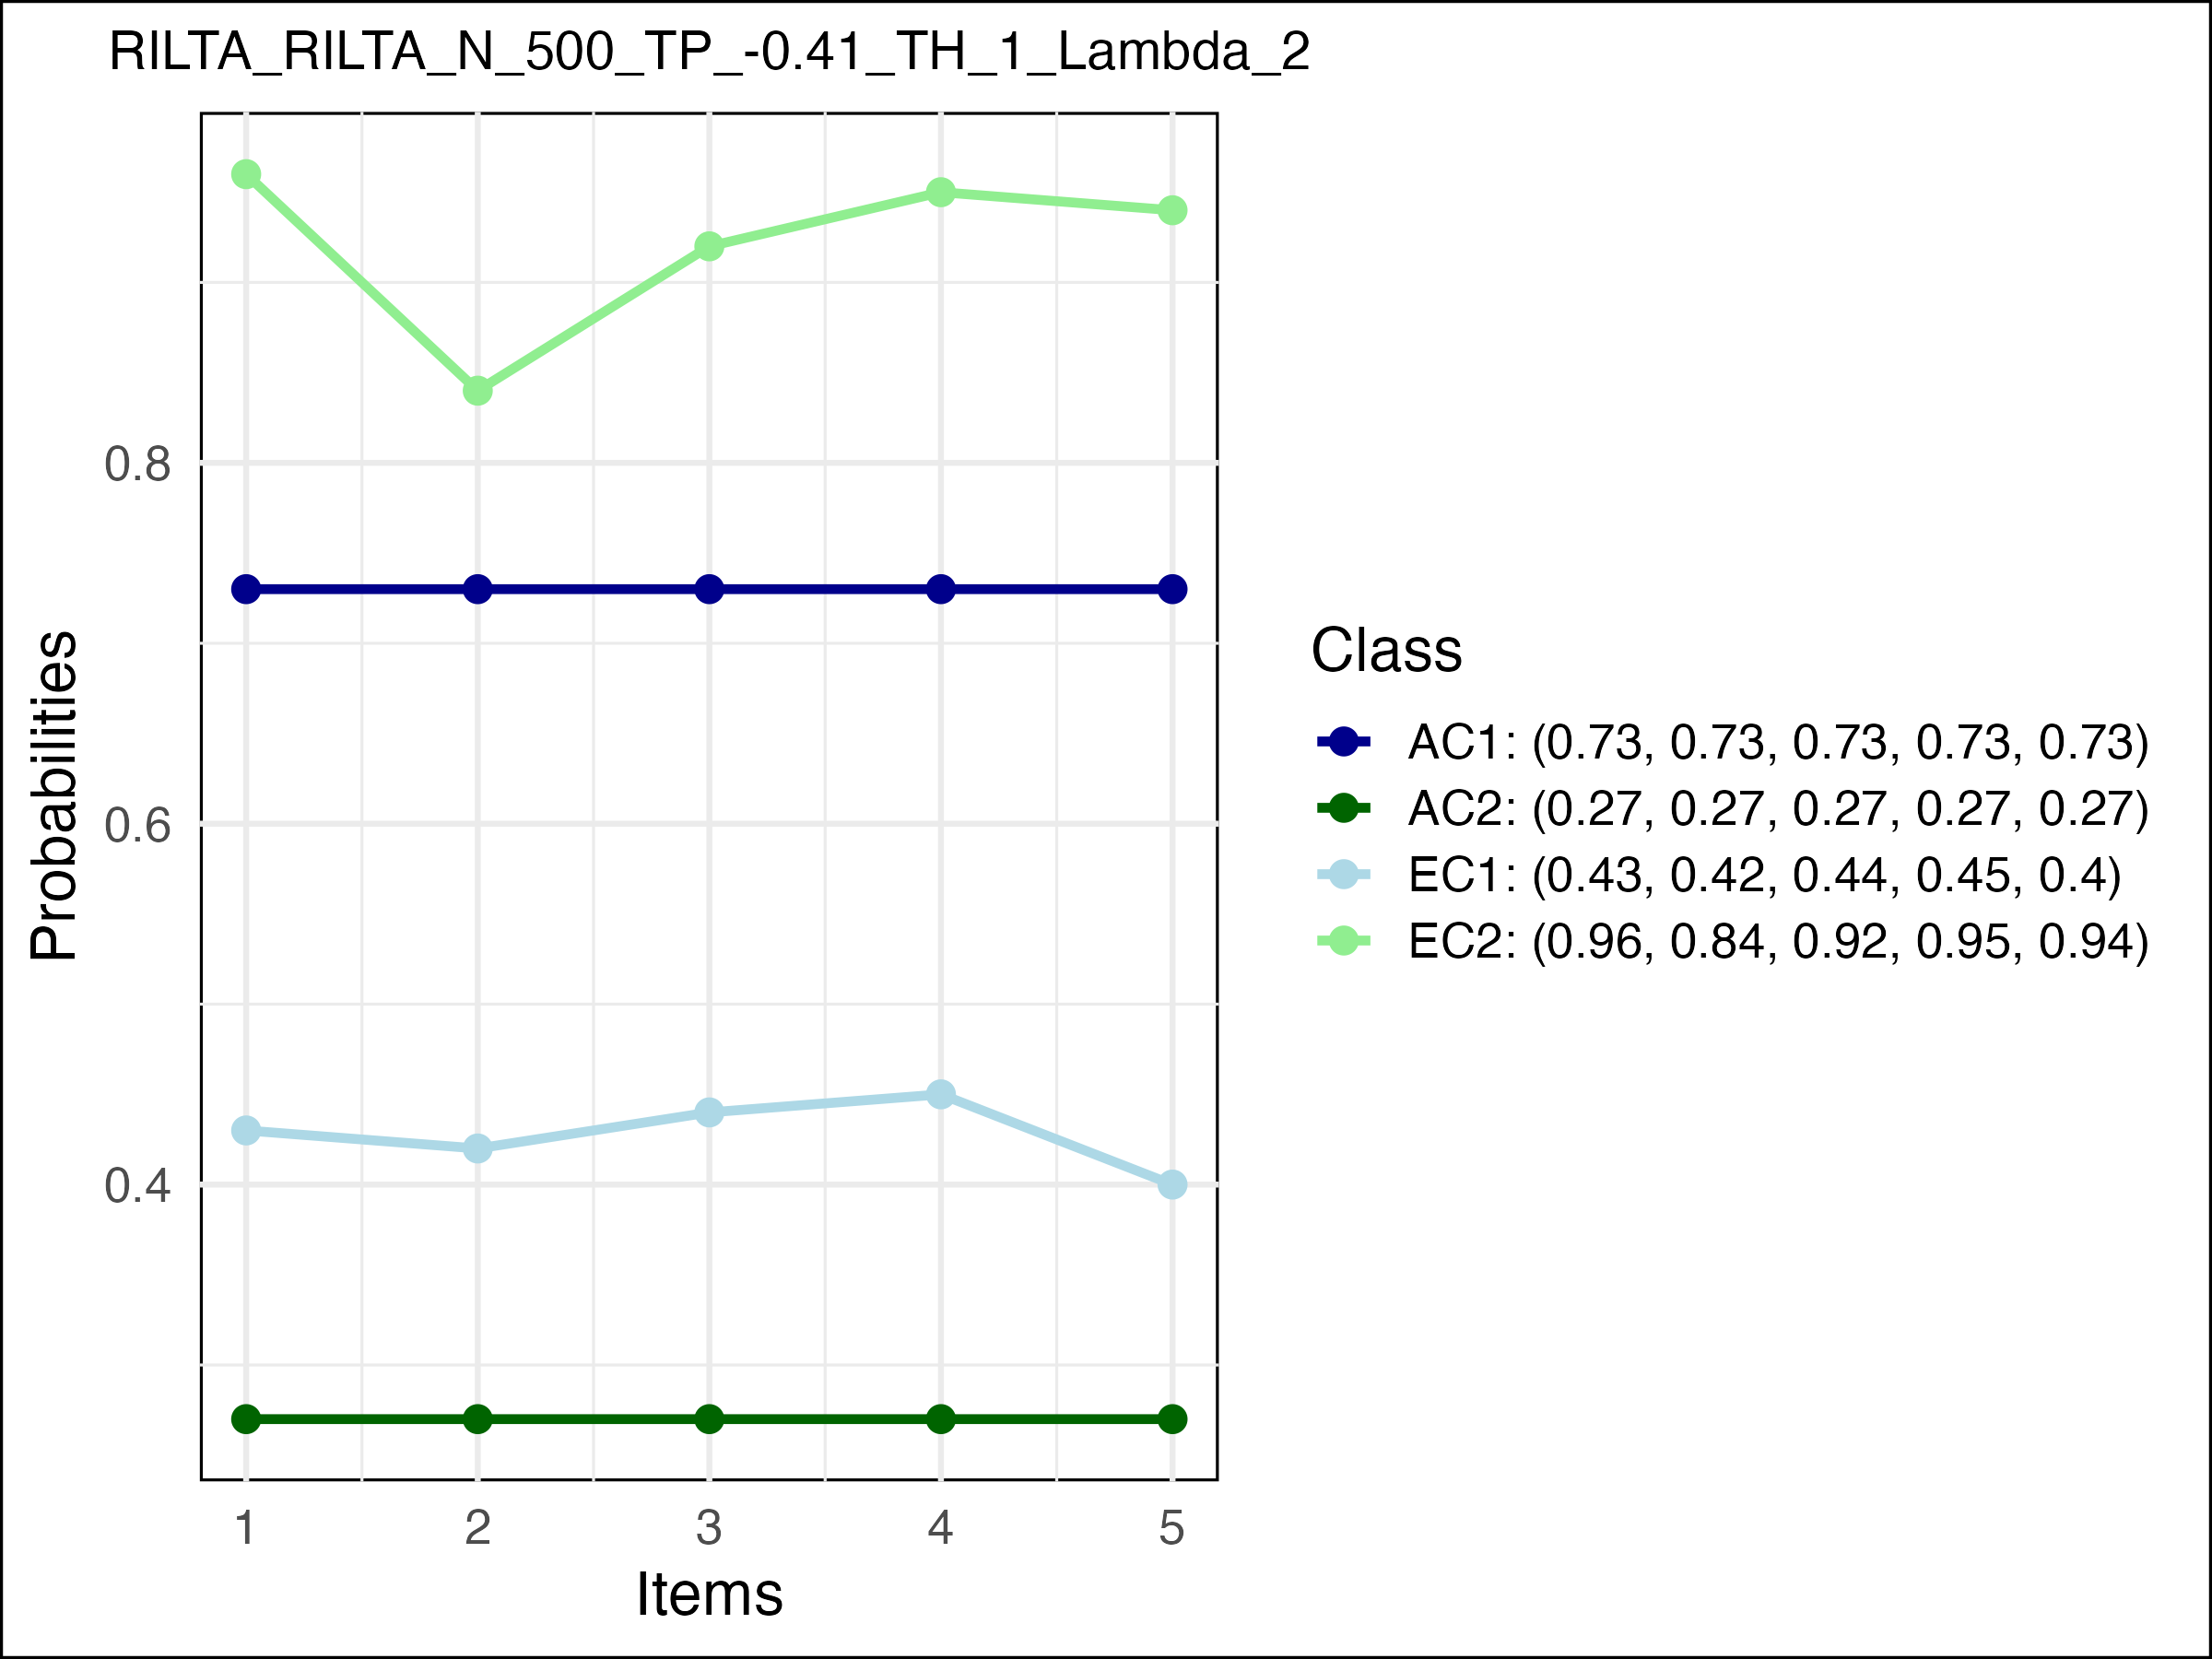 RILTA_RILTA_N_500_TP_-0.41_TH_1_Lambda_2
Probabilities
0.8
0.6
0.4
1 2 3 4 5
Items
Class
AC1: (0.73, 0.73, 0.73, 0.73, 0.73)
AC2: (0.27, 0.27, 0.27, 0.27, 0.27)
EC1: (0.43, 0.42, 0.44, 0.45, 0.4)
EC2: (0.96, 0.84, 0.92, 0.95, 0.94)